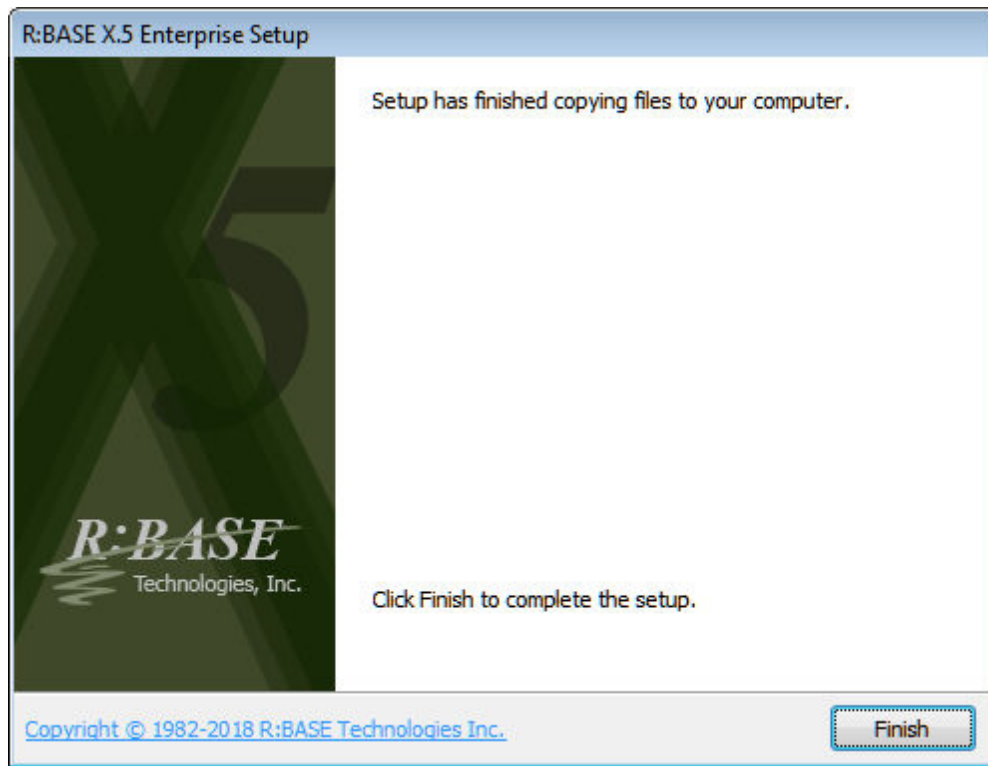 R:BASE X.5 Enterprise Setup
Setup has finished copying files to your computer.
X5
R:BASE
Technologies, Inc.
Click Finish to complete the setup.
Copyright © 1982-2018 R:BASE Technologies Inc.
Finish